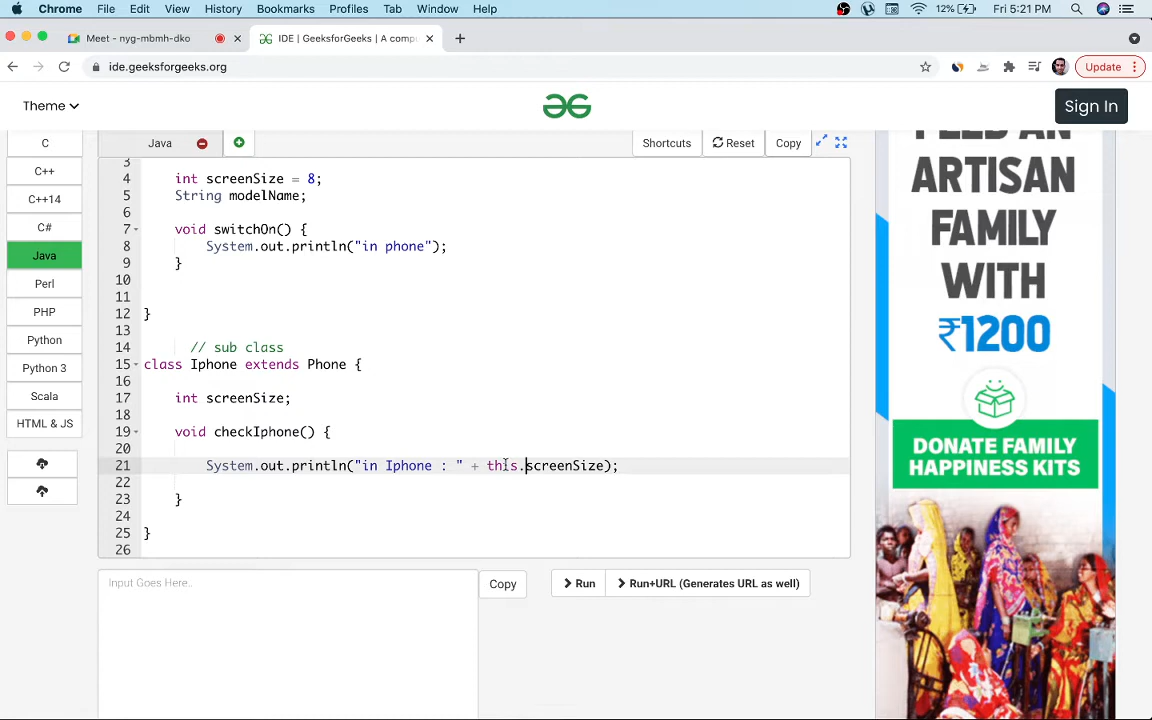 Chrome File Edit View History Bookmarks Profiles Tab Window Help 12% Fri 5:21 PM
Meet - nyg-mbmh-dko IDE | GeeksforGeeks | A comp
ide.geeksforgeeks.org Update
Theme Sign In
C
C++
C++14
C#
Java
Perl
PHP
Python
Python 3
Scala
HTML & JS
Java Shortcuts Reset Copy
3
4 int screenSize = 8;
5 String modelName;
6
7 void switchOn() {
8 System.out.println("in phone");
9 }
10
11
12 }
13
14 // sub class
15 class Iphone extends Phone {
16
17 int screenSize;
18
19 void checkIphone() {
20
21 System.out.println("in Iphone : " + this.screenSize);
22
23 }
24
25 }
26
Input Goes Here..
Copy Run Run+URL (Generates URL as well)
FEED AN
ARTISAN
FAMILY
WITH
₹1200
DONATE FAMILY
HAPPINESS KITS